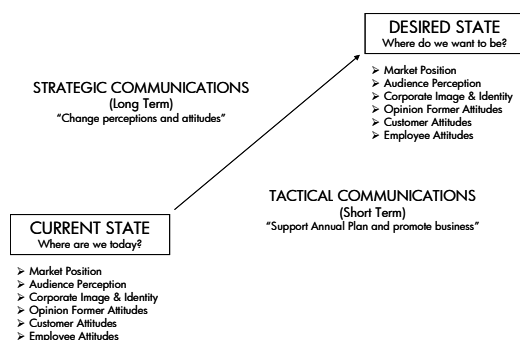 DESIRED STATE
Where do we want to be?
➢ Market Position
➢ Audience Perception
➢ Corporate Image & Identity
➢ Opinion Former Attitudes
➢ Customer Attitudes
➢ Employee Attitudes
STRATEGIC COMMUNICATIONS
(Long Term)
“Change perceptions and attitudes”
TACTICAL COMMUNICATIONS
(Short Term)
“Support Annual Plan and promote business”
CURRENT STATE
Where are we today?
➢ Market Position
➢ Audience Perception
➢ Corporate Image & Identity
➢ Opinion Former Attitudes
➢ Customer Attitudes
➢ Employee Attitudes